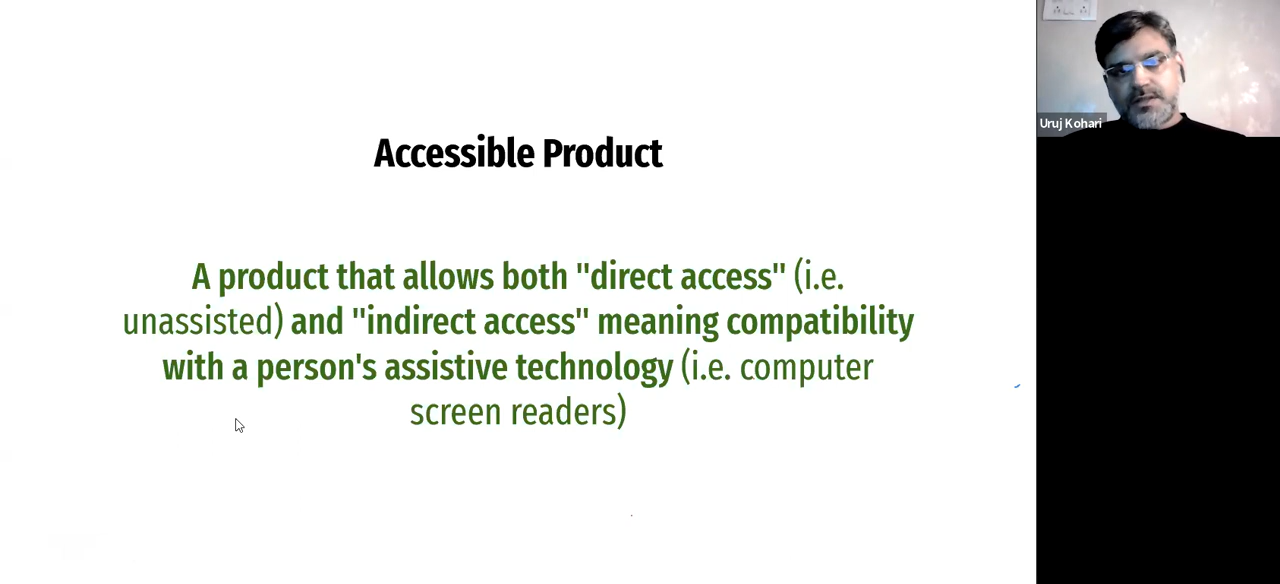 Accessible Product
A product that allows both "direct access" (i.e.
unassisted) and "indirect access" meaning compatibility
with a person's assistive technology (i.e. computer
screen readers)
Uruj Kohari